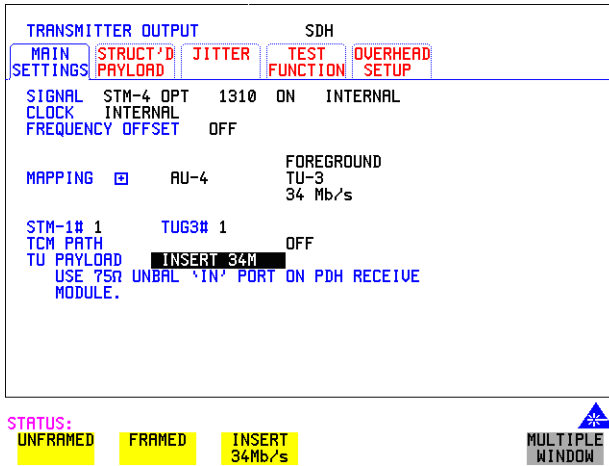 TRANSMITTER OUTPUT SDH
MAIN SETTINGS
STRUCT'D PAYLOAD
JITTER
TEST FUNCTION
OVERHEAD SETUP
SIGNAL STM-4 OPT 1310 ON INTERNAL
CLOCK INTERNAL
FREQUENCY OFFSET OFF
FOREGROUND
MAPPING + AU-4 TU-3
34 Mb/s
STM-1# 1 TUG3# 1
TCM PATH OFF
TU PAYLOAD INSERT 34M
USE 75Ω UNBAL 'IN' PORT ON PDH RECEIVE
MODULE.
STATUS:
UNFRAMED
FRAMED
INSERT 34Mb/s
MULTIPLE WINDOW